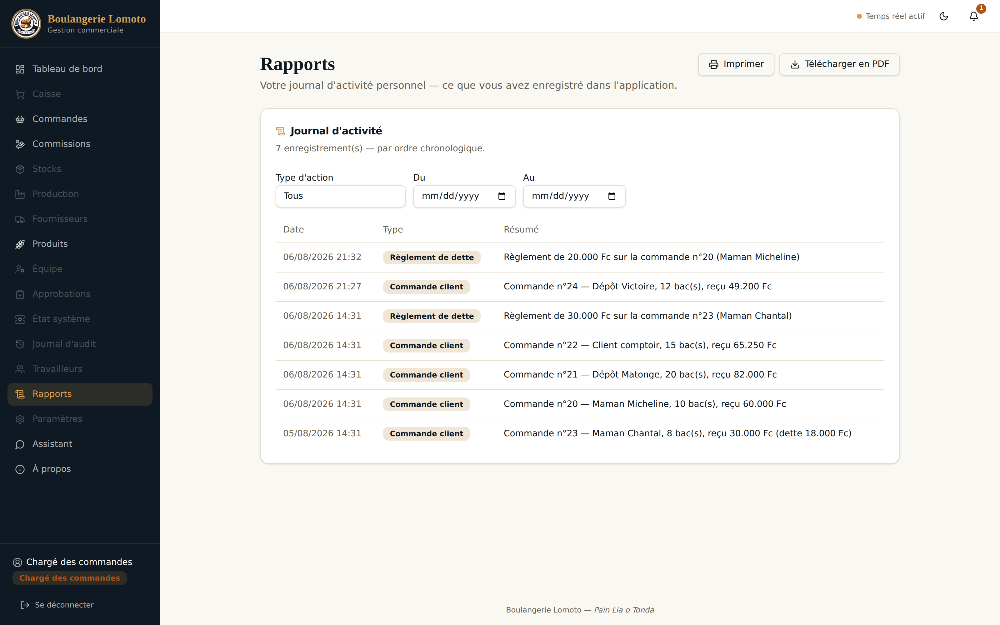 BOULANGERIE LOMOTO
Pain Lia o Tonda
Boulangerie Lomoto
Gestion commerciale
Tableau de bord
Caisse
Commandes
Commissions
Stocks
Production
Fournisseurs
Produits
Équipe
Approbations
État système
Journal d'audit
Travailleurs
Rapports
Paramètres
Assistant
À propos
Chargé des commandes
Chargé des commandes
Se déconnecter
Temps réel actif
1
Rapports
Imprimer
Télécharger en PDF
Votre journal d'activité personnel — ce que vous avez enregistré dans l'application.
Journal d'activité
7 enregistrement(s) — par ordre chronologique.
Type d'action Du Au
Tous mm/dd/yyyy mm/dd/yyyy
Date Type Résumé
06/08/2026 21:32 Règlement de dette Règlement de 20.000 Fc sur la commande n°20 (Maman Micheline)
06/08/2026 21:27 Commande client Commande n°24 — Dépôt Victoire, 12 bac(s), reçu 49.200 Fc
06/08/2026 14:31 Règlement de dette Règlement de 30.000 Fc sur la commande n°23 (Maman Chantal)
06/08/2026 14:31 Commande client Commande n°22 — Client comptoir, 15 bac(s), reçu 65.250 Fc
06/08/2026 14:31 Commande client Commande n°21 — Dépôt Matonge, 20 bac(s), reçu 82.000 Fc
06/08/2026 14:31 Commande client Commande n°20 — Maman Micheline, 10 bac(s), reçu 60.000 Fc
05/08/2026 14:31 Commande client Commande n°23 — Maman Chantal, 8 bac(s), reçu 30.000 Fc (dette 18.000 Fc)
Boulangerie Lomoto — Pain Lia o Tonda